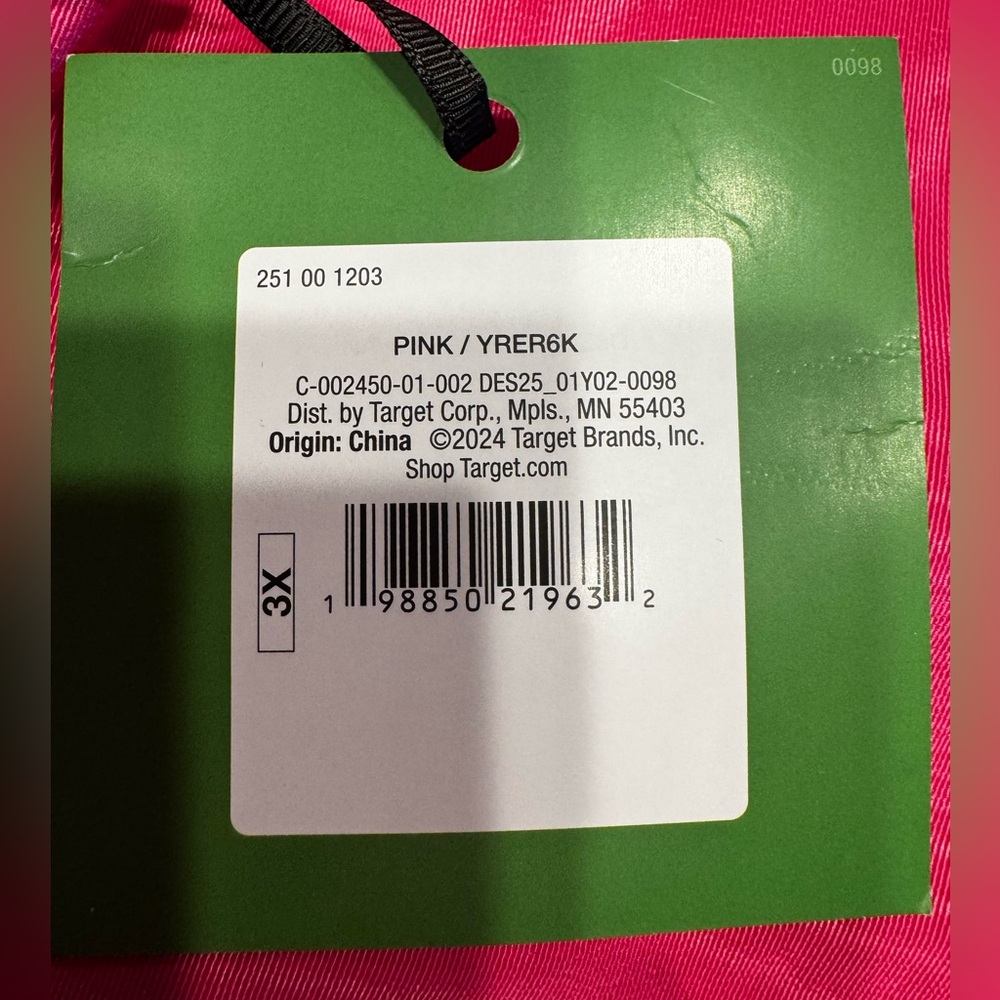 0098
251 00 1203
PINK / YRER6K
C-002450-01-002 DES25_01Y02-0098
Dist. by Target Corp., Mpls., MN 55403
Origin: China ©2024 Target Brands, Inc.
Shop Target.com
3X
1 98850 21963 2